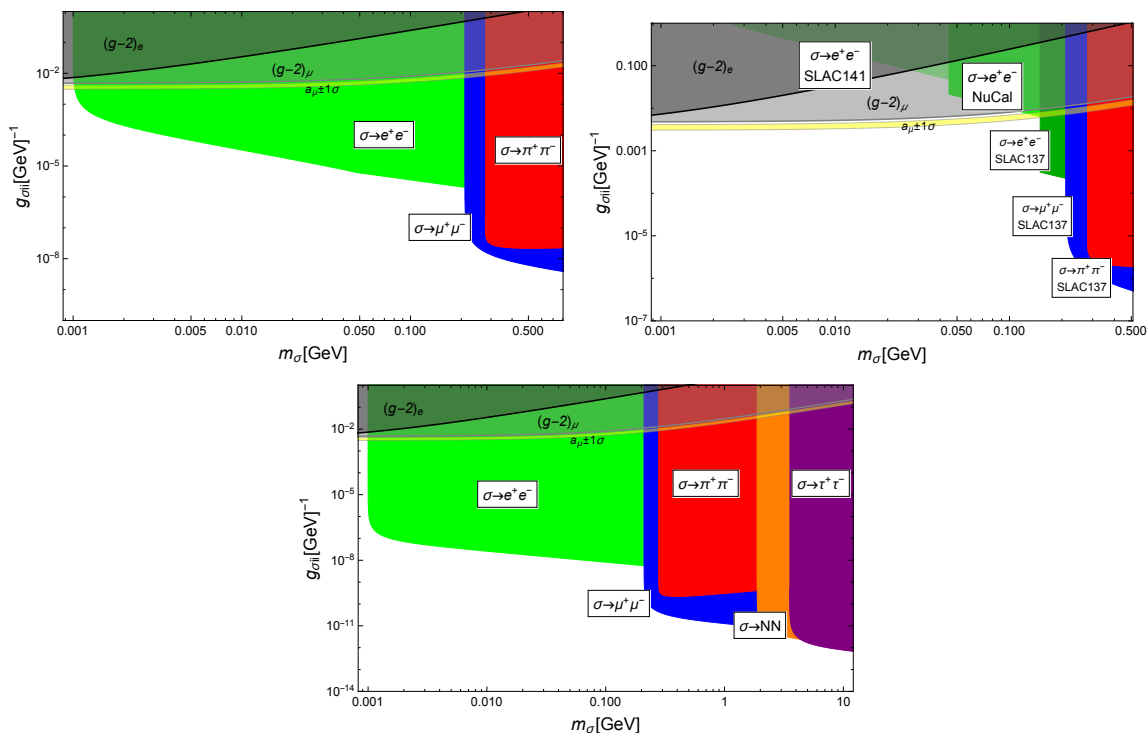 (g-2)e
(g-2)μ
aμ±1σ
σ→e⁺e⁻
σ→π⁺π⁻
σ→μ⁺μ⁻
10⁻²
10⁻⁵
10⁻⁸
gσii[GeV]⁻¹
0.001 0.005 0.010 0.050 0.100 0.500
mσ[GeV]
(g-2)e
σ→e⁺e⁻
SLAC141
σ→e⁺e⁻
NuCal
(g-2)μ
aμ±1σ
σ→e⁺e⁻
SLAC137
σ→μ⁺μ⁻
SLAC137
σ→π⁺π⁻
SLAC137
0.100
0.001
10⁻⁵
10⁻⁷
gσii[GeV]⁻¹
0.001 0.005 0.010 0.050 0.100 0.500
mσ[GeV]
(g-2)e
(g-2)μ
aμ±1σ
σ→e⁺e⁻
σ→π⁺π⁻
σ→τ⁺τ⁻
σ→μ⁺μ⁻
σ→NN
10⁻²
10⁻⁵
10⁻⁸
10⁻¹¹
10⁻¹⁴
gσii[GeV]⁻¹
0.001 0.010 0.100 1 10
mσ[GeV]